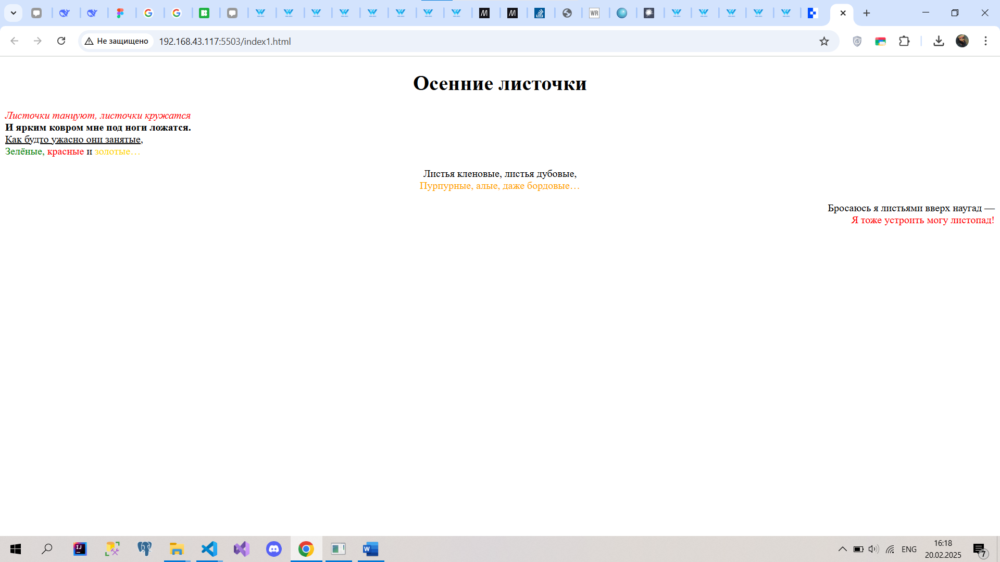 Не защищено
192.168.43.117:5503/index1.html
Осенние листочки
Листочки танцуют, листочки кружатся
И ярким ковром мне под ноги ложатся.
Как будто ужасно они занятые,
Зелёные, красные и золотые…
Листья кленовые, листья дубовые,
Пурпурные, алые, даже бордовые…
Бросаюсь я листьями вверх наугад —
Я тоже устроить могу листопад!
ENG
16:18
20.02.2025
7